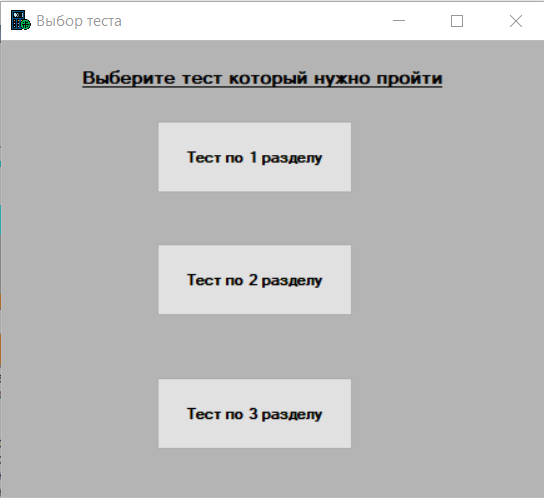 Выбор теста
Выберите тест который нужно пройти
Тест по 1 разделу
Тест по 2 разделу
Тест по 3 разделу